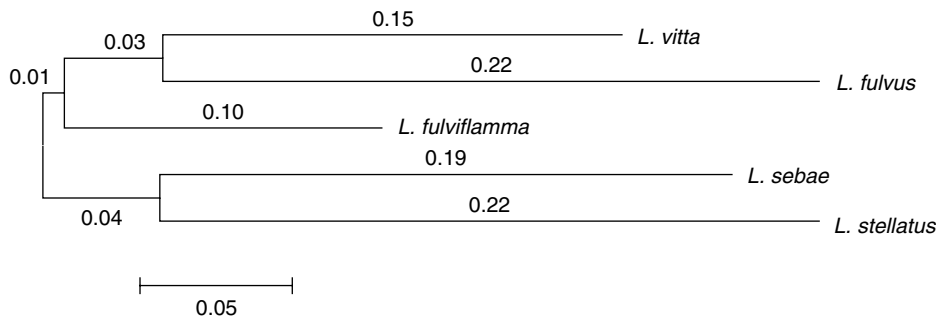 0.15
L. vitta
0.03
0.01
0.22
L. fulvus
0.10
L. fulviflamma
0.19
L. sebae
0.04
0.22
L. stellatus
0.05